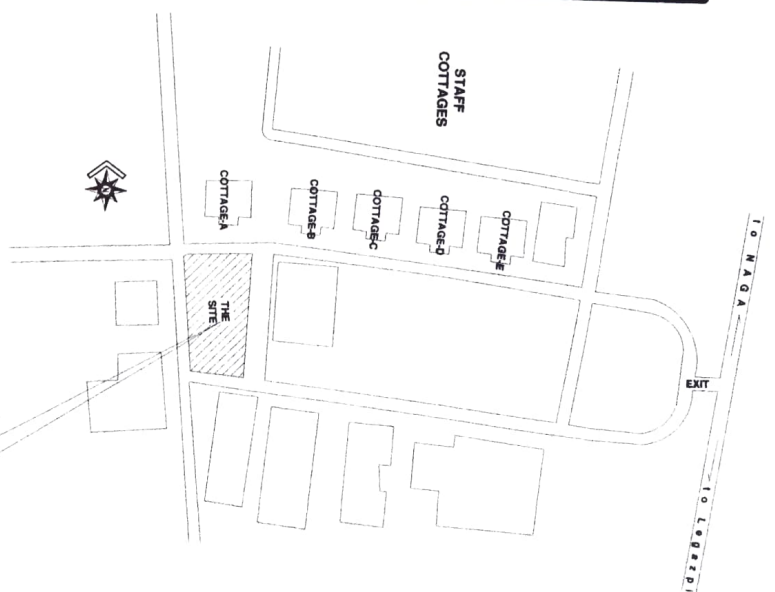 STAFF
COTTAGES
COTTAGE-A
COTTAGE-B
COTTAGE-C
COTTAGE-D
COTTAGE-E
to NAGA
N
THE
SITE
EXIT
to Legazpi